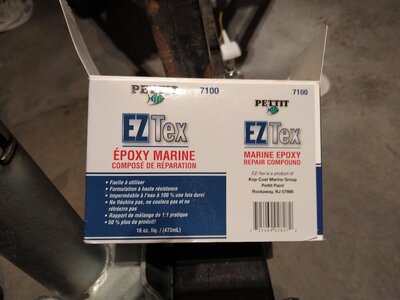 PETTIT
7100
EZ Tex
ÉPOXY MARINE
COMPOSÉ DE RÉPARATION
• Facile à utiliser
• Formulation à haute résistance
• Imperméable à l'eau à 100 % une fois durci
• Ne fléchira pas, ne coulera pas et ne
rétrécira pas
• Rapport de mélange de 1:1 pratique
• 50 % plus de produit!
16 oz. liq. / (473mL)
7100
PETTIT
EZ Tex
MARINE EPOXY
REPAIR COMPOUND
EZ-Tex is a product of
Kop-Coat Marine Group
Pettit Paint
Rockaway, NJ 07866